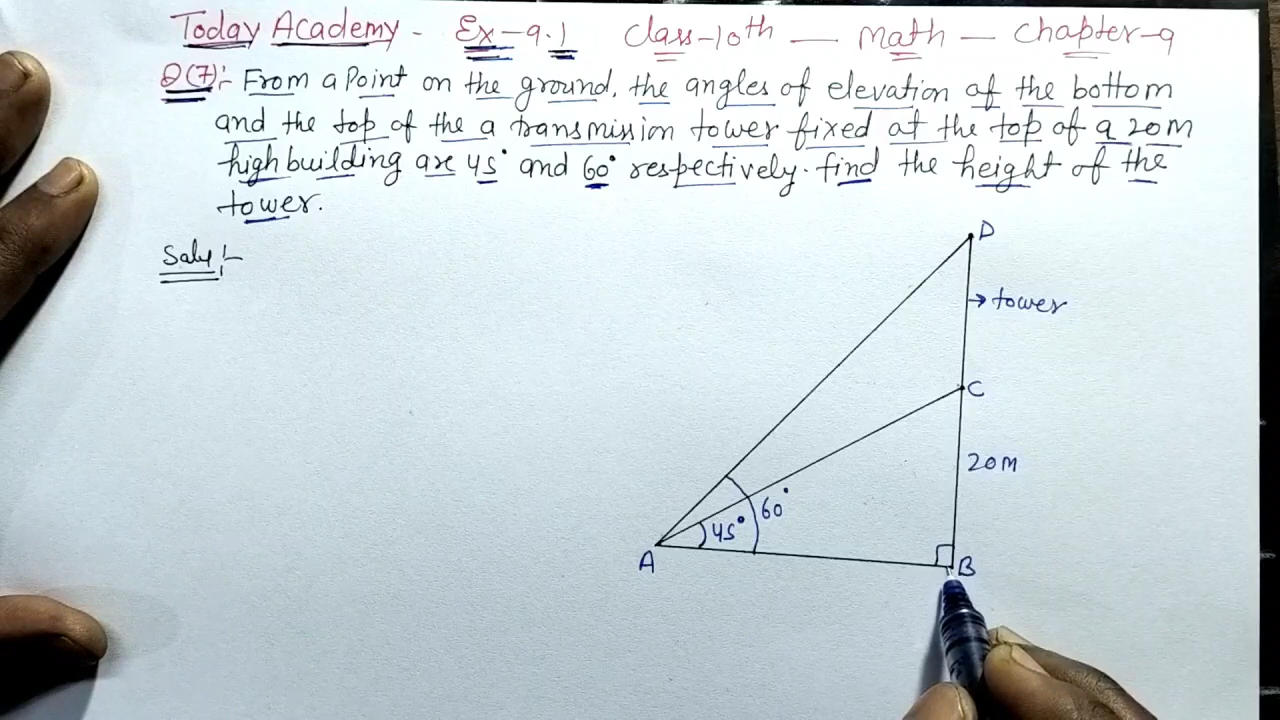 Today Academy - Ex-9.1 Class-10th — Math — Chapter-9
Q(7):- From a Point on the ground, the angles of elevation of the bottom
and the top of the a transmission tower fixed at the top of a 20m
high building are 45° and 60° respectively. find the height of the
tower.
Solu:-
D
→ tower
C
20m
60°
45°
A
B